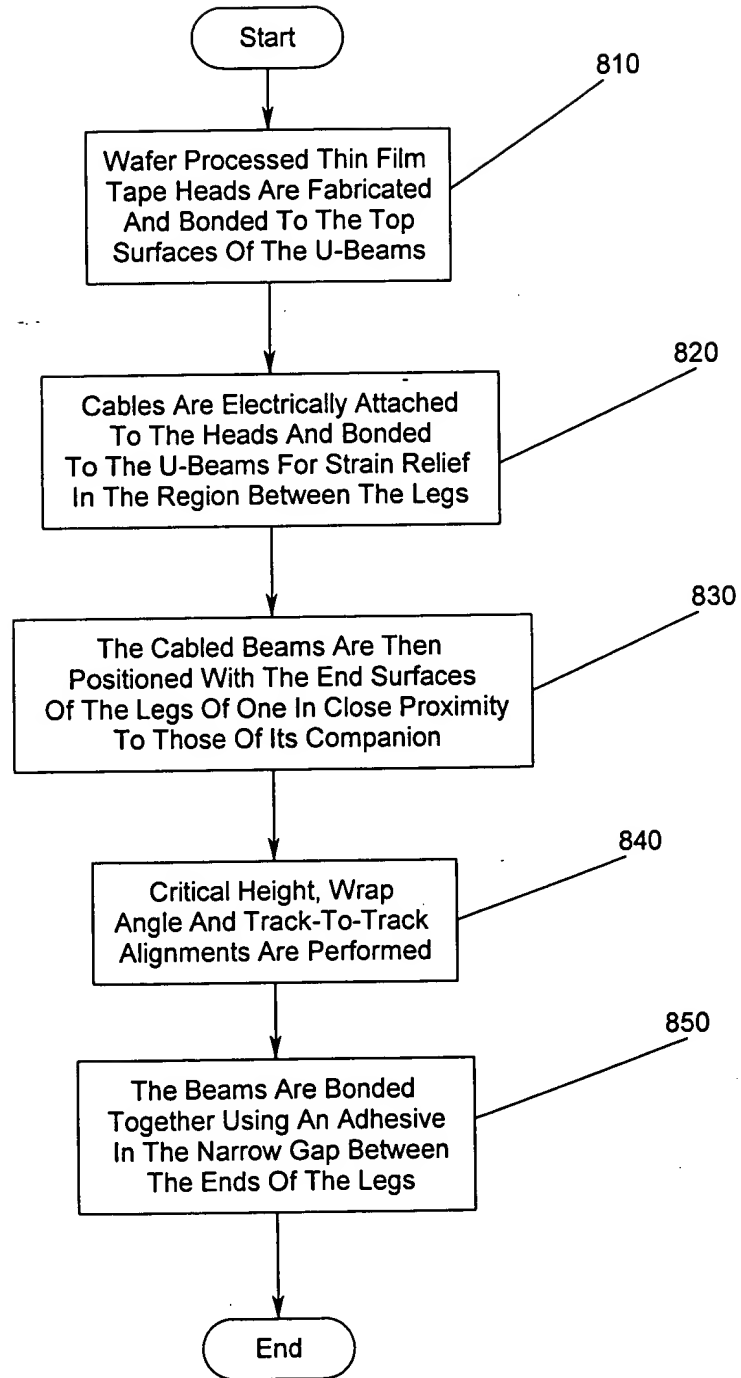 Start
810
Wafer Processed Thin Film
Tape Heads Are Fabricated
And Bonded To The Top
Surfaces Of The U-Beams
820
Cables Are Electrically Attached
To The Heads And Bonded
To The U-Beams For Strain Relief
In The Region Between The Legs
830
The Cabled Beams Are Then
Positioned With The End Surfaces
Of The Legs Of One In Close Proximity
To Those Of Its Companion
840
Critical Height, Wrap
Angle And Track-To-Track
Alignments Are Performed
850
The Beams Are Bonded
Together Using An Adhesive
In The Narrow Gap Between
The Ends Of The Legs
End